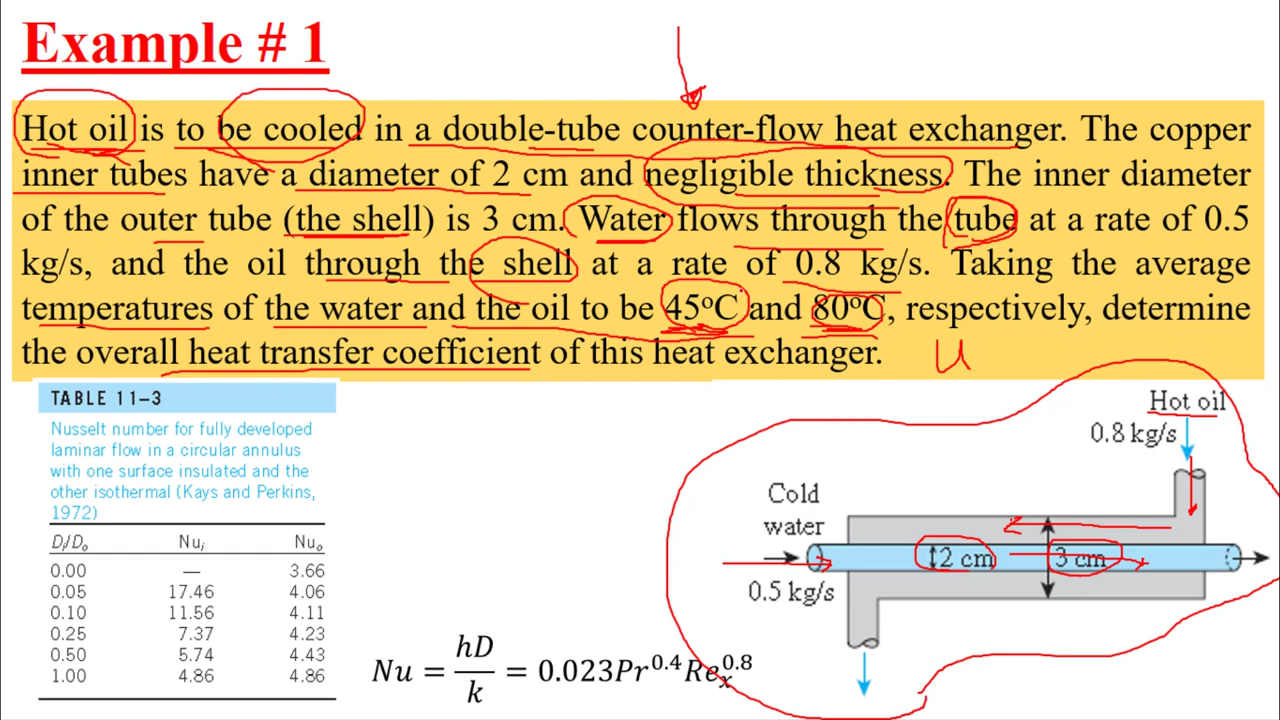 Example # 1
Hot oil is to be cooled in a double-tube counter-flow heat exchanger. The copper
inner tubes have a diameter of 2 cm and negligible thickness. The inner diameter
of the outer tube (the shell) is 3 cm. Water flows through the tube at a rate of 0.5
kg/s, and the oil through the shell at a rate of 0.8 kg/s. Taking the average
temperatures of the water and the oil to be 45°C and 80°C, respectively, determine
the overall heat transfer coefficient of this heat exchanger.
U
TABLE 11–3
Nusselt number for fully developed
laminar flow in a circular annulus
with one surface insulated and the
other isothermal (Kays and Perkins,
1972)
Dᵢ/Dₒ Nuᵢ Nuₒ
0.00 — 3.66
0.05 17.46 4.06
0.10 11.56 4.11
0.25 7.37 4.23
0.50 5.74 4.43
1.00 4.86 4.86
Nu = hD/k = 0.023Pr^0.4 Re_x^0.8
Hot oil
0.8 kg/s
Cold
water
2 cm 3 cm
0.5 kg/s